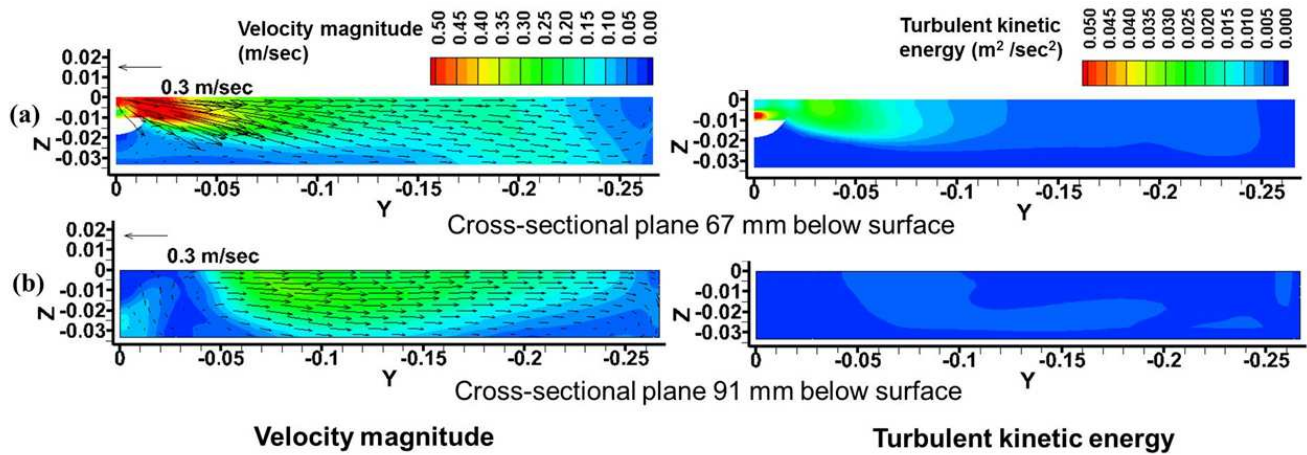 Velocity magnitude
(m/sec)
0.50 0.45 0.40 0.35 0.30 0.25 0.20 0.15 0.10 0.05 0.00
Turbulent kinetic
energy (m² /sec²)
0.050 0.045 0.040 0.035 0.030 0.025 0.020 0.015 0.010 0.005 0.000
(a)
0.02
0.01
0
-0.01
-0.02
-0.03
Z
0.3 m/sec
0 -0.05 -0.1 -0.15 -0.2 -0.25
Y
0
-0.01
-0.02
-0.03
Z
0 -0.05 -0.1 -0.15 -0.2 -0.25
Y
Cross-sectional plane 67 mm below surface
(b)
0.02
0.01
0
-0.01
-0.02
-0.03
Z
0.3 m/sec
0 -0.05 -0.1 -0.15 -0.2 -0.25
Y
0
-0.01
-0.02
-0.03
Z
0 -0.05 -0.1 -0.15 -0.2 -0.25
Y
Cross-sectional plane 91 mm below surface
Velocity magnitude
Turbulent kinetic energy